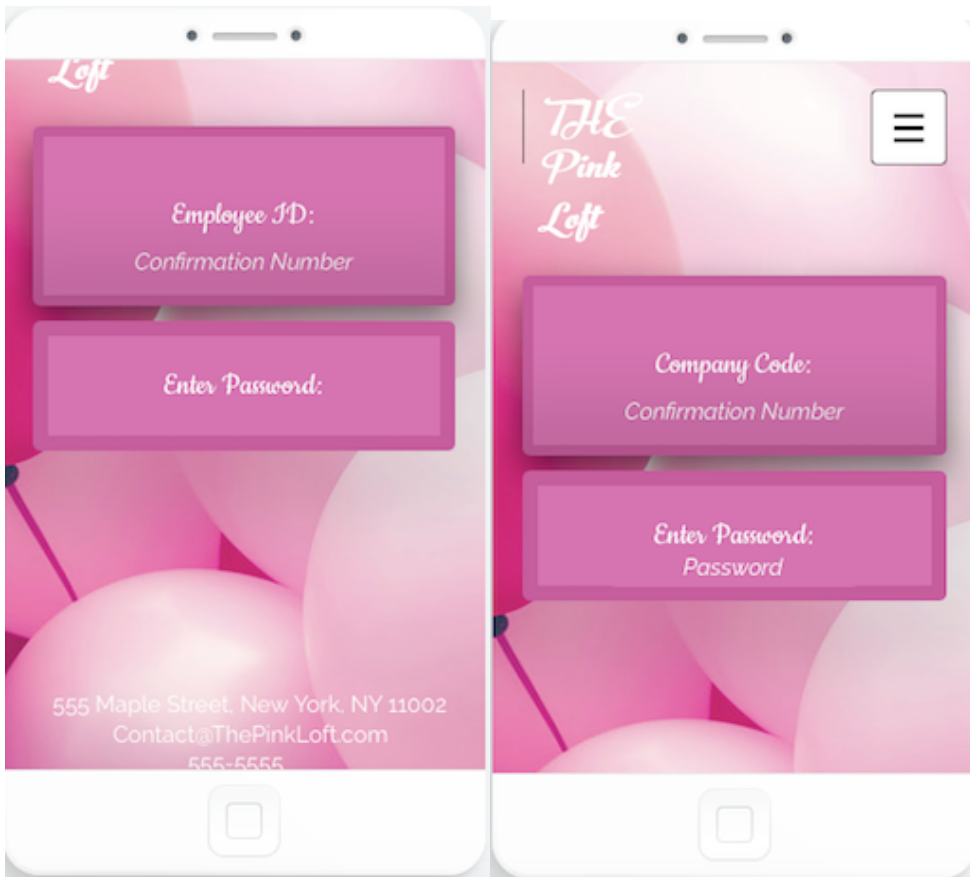 Loft
Employee ID:
Confirmation Number
Enter Password:
555 Maple Street, New York, NY 11002
Contact@ThePinkLoft.com
555-5555
THE
Pink
Loft
Company Code:
Confirmation Number
Enter Password:
Password